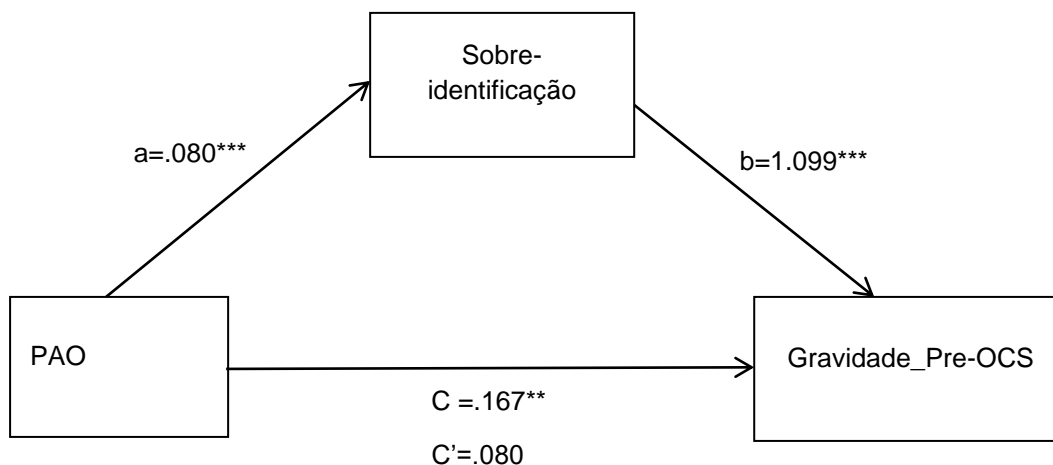 Sobre-
identificação
a=.080***
b=1.099***
PAO
Gravidade_Pre-OCS
C =.167**
C’=.080